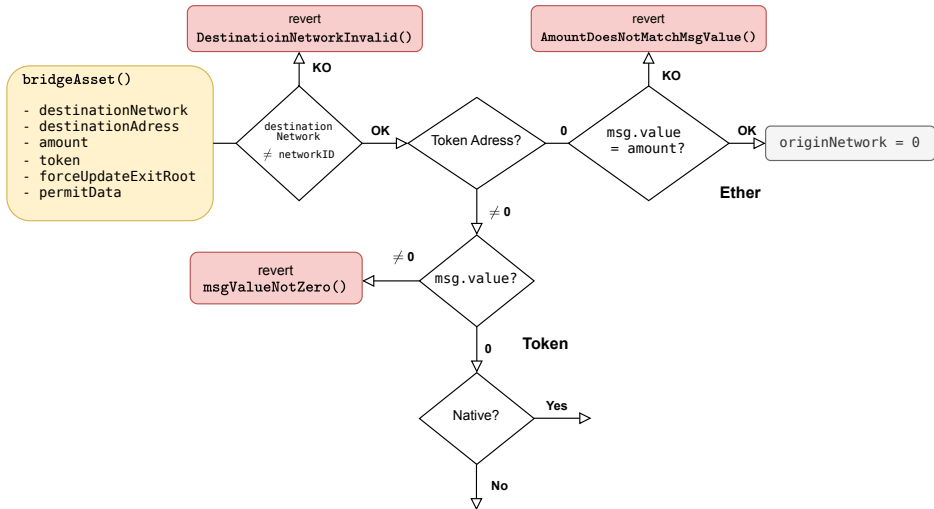 revert
DestinatioinNetworkInvalid()
revert
AmountDoesNotMatchMsgValue()
KO
KO
bridgeAsset()
- destinationNetwork
- destinationAdress
- amount
- token
- forceUpdateExitRoot
- permitData
destination
Network
≠ networkID
OK
Token Adress?
0
msg.value
= amount?
OK
originNetwork = 0
Ether
≠ 0
≠ 0
revert
msgValueNotZero()
msg.value?
0
Token
Native?
Yes
No